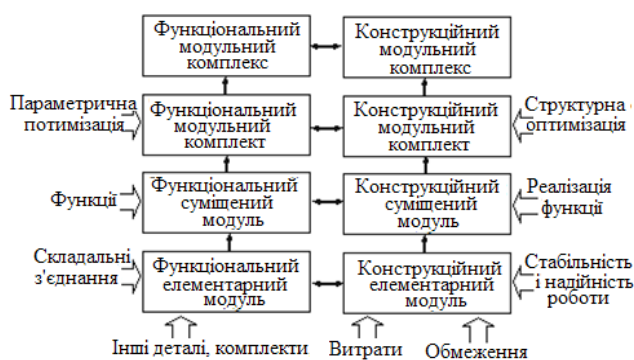 Функціональний
модульний
комплекс
Конструкційний
модульний
комплекс
Параметрична
потимізація
Функціональний
модульний
комплект
Конструкційний
модульний
комплект
Структурна
оптимізація
Функції
Функціональний
суміщений
модуль
Конструкційний
суміщений
модуль
Реалізація
функції
Складальні
з'єднання
Функціональний
елементарний
модуль
Конструкційний
елементарний
модуль
Стабільність
і надійність
роботи
Інші деталі, комплекти
Витрати
Обмеження